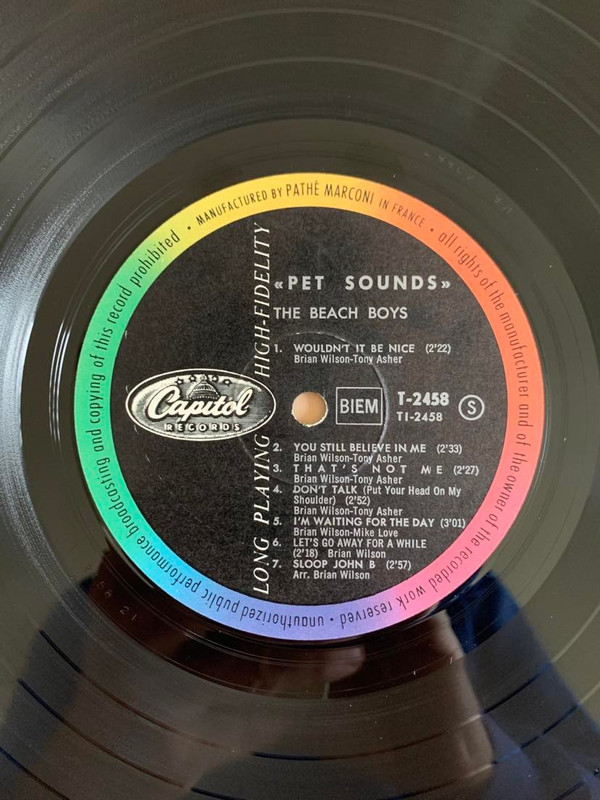 • MANUFACTURED BY PATHÉ MARCONI IN FRANCE •
all rights of the manufacturer and of the owner of the recorded work reserved •
unauthorized public performance broadcasting and copying of this record prohibited
LONG PLAYING HIGH-FIDELITY
«PET SOUNDS»
THE BEACH BOYS
1. WOULDN'T IT BE NICE (2'22)
Brian Wilson-Tony Asher
Capitol
RECORDS
BIEM
T-2458
TI-2458
S
2. YOU STILL BELIEVE IN ME (2'33)
Brian Wilson-Tony Asher
3. THAT'S NOT ME (2'27)
Brian Wilson-Tony Asher
4. DON'T TALK (Put Your Head On My
Shoulder) (2'52)
Brian Wilson-Tony Asher
5. I'M WAITING FOR THE DAY (3'01)
Brian Wilson-Mike Love
6. LET'S GO AWAY FOR A WHILE
(2'18) Brian Wilson
7. SLOOP JOHN B (2'57)
Arr. Brian Wilson